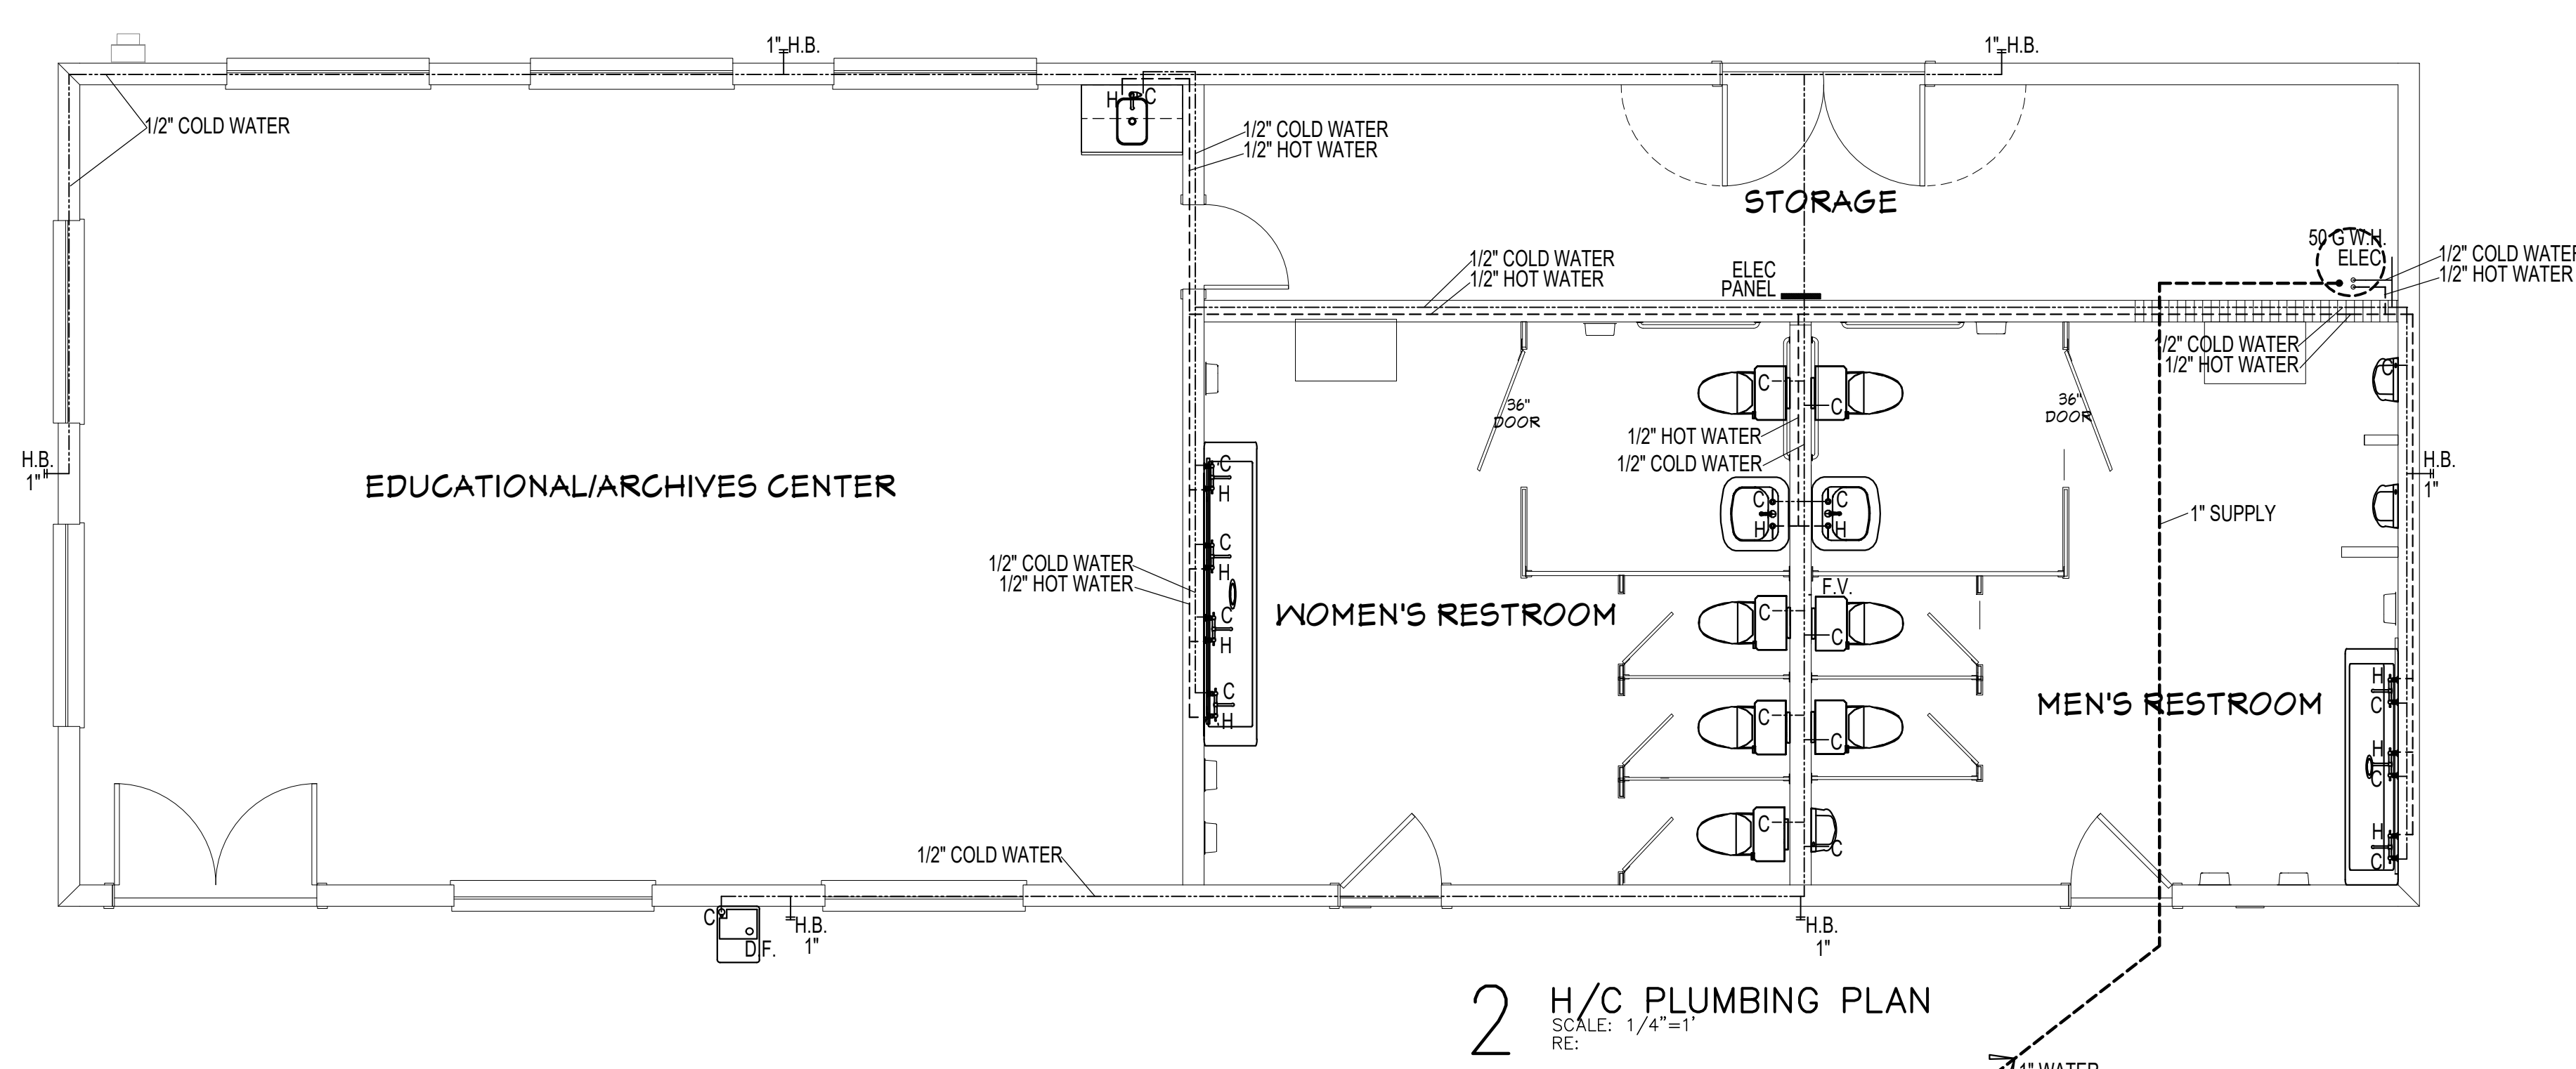 1" H.B.
1" H.B.
H C
1/2" COLD WATER
1/2" COLD WATER
1/2" HOT WATER
STORAGE
50 G W.H.
ELEC
1/2" COLD WATER
1/2" HOT WATER
1/2" COLD WATER
1/2" HOT WATER
ELEC
PANEL
1/2" COLD WATER
1/2" HOT WATER
C
C
C
36"
DOOR
36"
DOOR
1/2" HOT WATER
1/2" COLD WATER
H.B.
1"
EDUCATIONAL/ARCHIVES CENTER
C
H
H.B.
1"
C C
H H
1" SUPPLY
C
H
1/2" COLD WATER
1/2" HOT WATER
F.V.
WOMEN'S RESTROOM
C
H
C
C
C
H
C
C
MEN'S RESTROOM
H
C
H
C
H
C
C
C
1/2" COLD WATER
C
D.F.
H.B.
1"
H.B.
1"
2 H/C PLUMBING PLAN
SCALE: 1/4"=1'
RE:
1" WATER